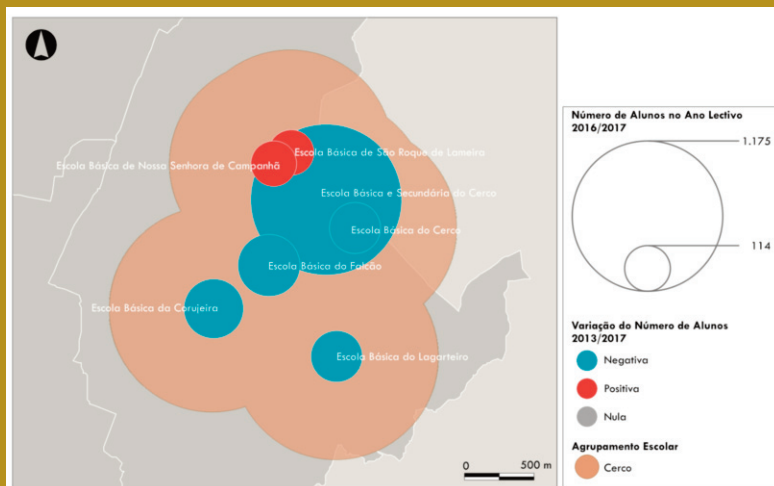 Escola Básica de São Roque de Lameira
Escola Básica de Nossa Senhora de Campanhã
Escola Básica e Secundária do Cerco
Escola Básica do Cerco
Escola Básica do Falcão
Escola Básica da Corujeira
Escola Básica do Lagarteiro
0 500 m
Número de Alunos no Ano Lectivo
2016/2017
1.175
114
Variação do Número de Alunos
2013/2017
Negativa
Positiva
Nula
Agrupamento Escolar
Cerco